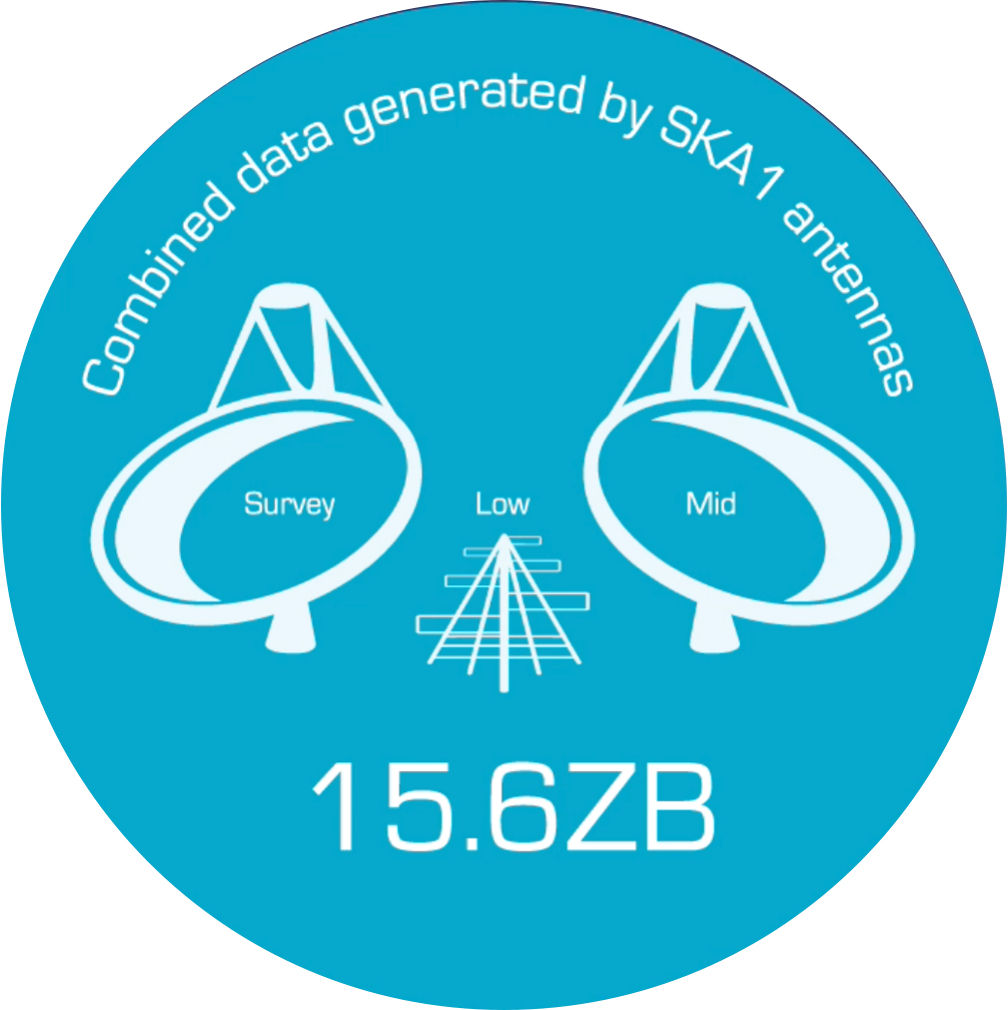 Combined data generated by SKA1 antennas
Survey
Low
Mid
15.6ZB